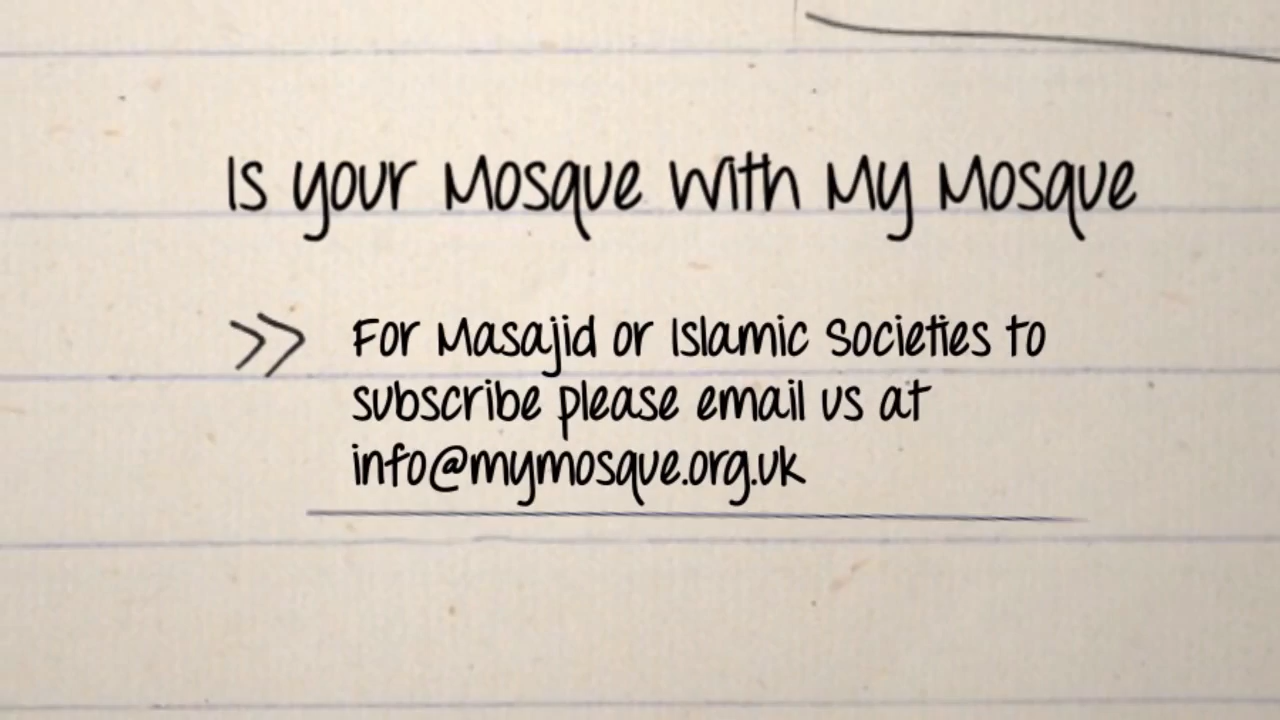 Is your Mosque with My Mosque
>> For Masajid or Islamic Societies to
subscribe please email us at
info@mymosque.org.uk